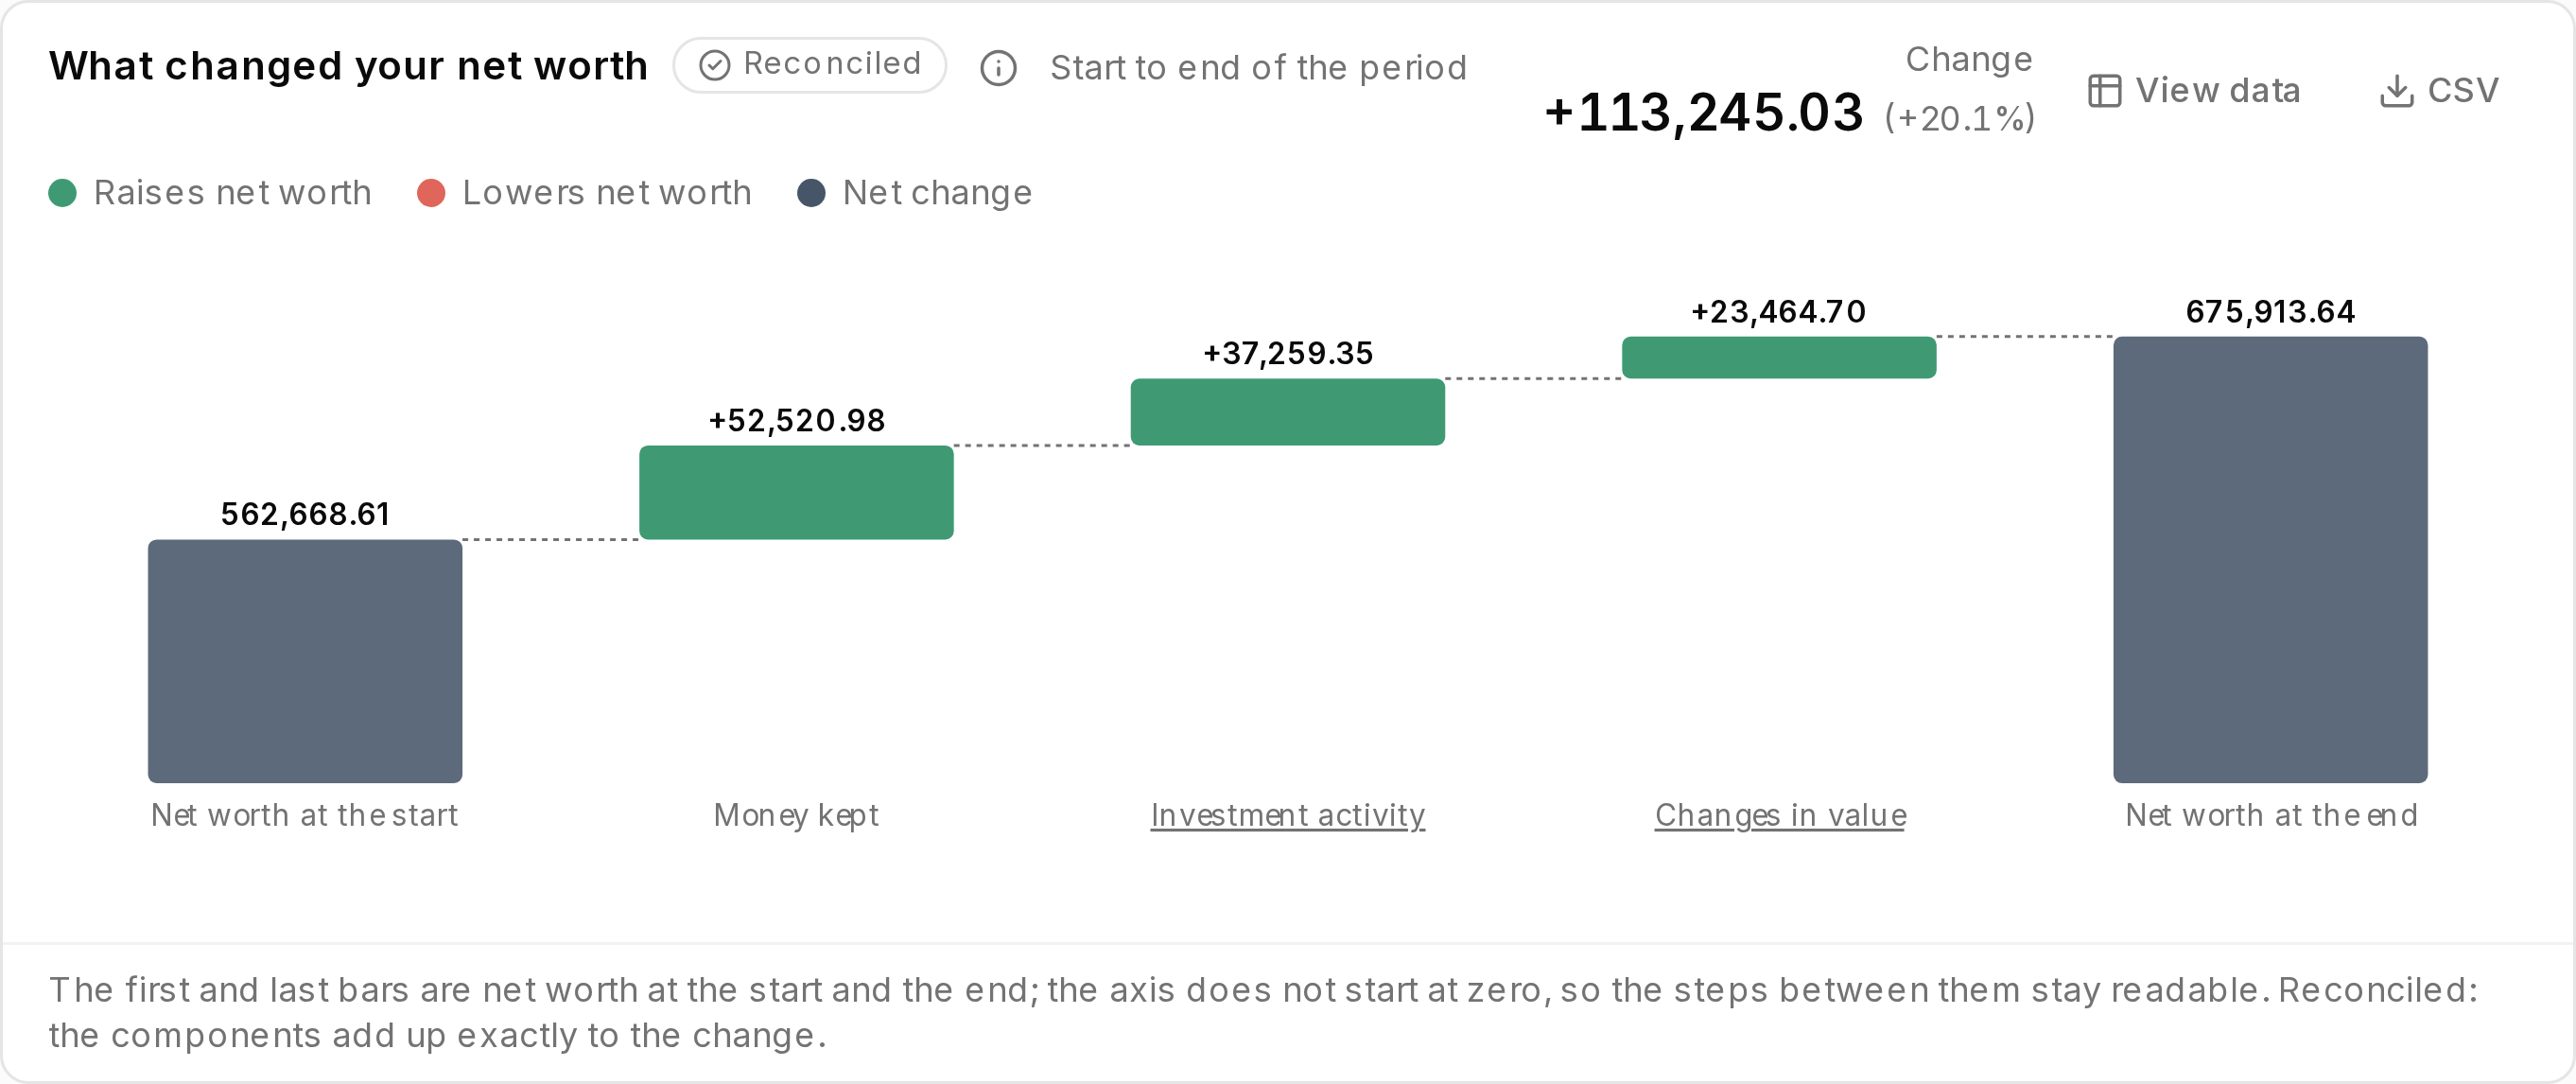 What changed your net worth
Reconciled
Start to end of the period
Change
+113,245.03 (+20.1%)
View data
CSV
Raises net worth
Lowers net worth
Net change
562,668.61
+52,520.98
+37,259.35
+23,464.70
675,913.64
Net worth at the start
Money kept
Investment activity
Changes in value
Net worth at the end
The first and last bars are net worth at the start and the end; the axis does not start at zero, so the steps between them stay readable. Reconciled:
the components add up exactly to the change.